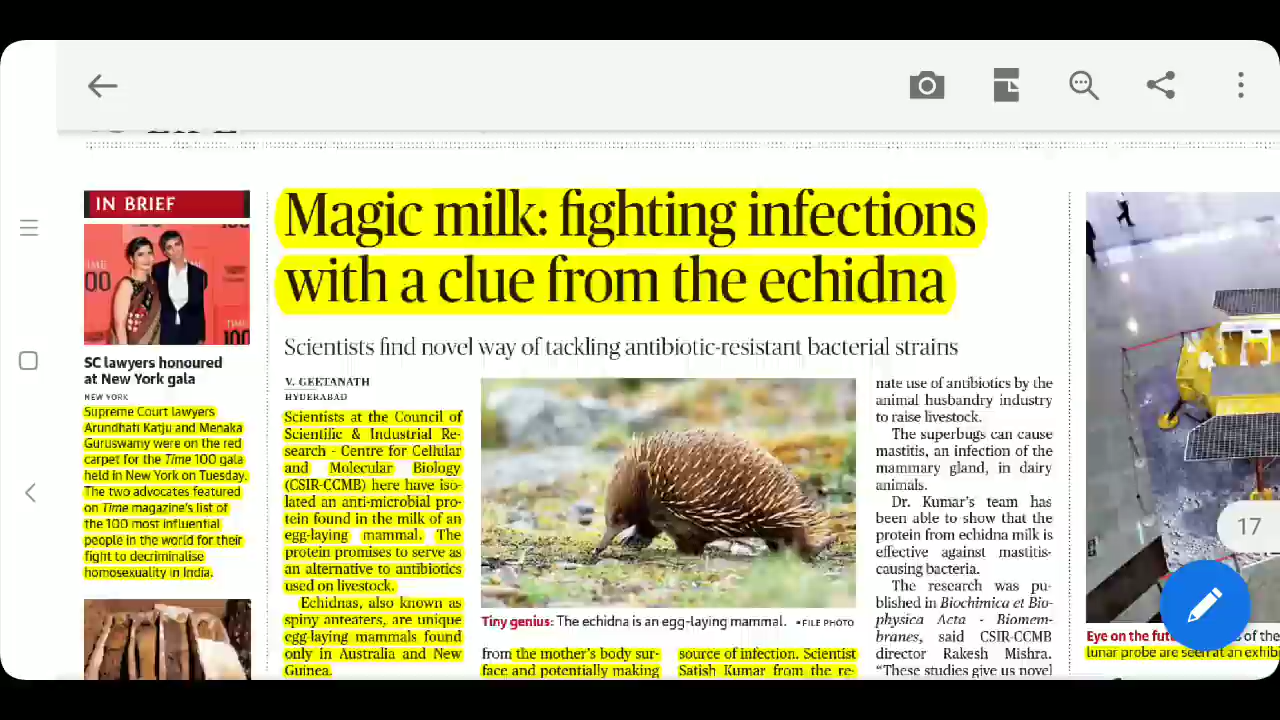 IN BRIEF
TIME
100
TIME
100
SC lawyers honoured
at New York gala
NEW YORK
Supreme Court lawyers
Arundhati Katju and Menaka
Guruswamy were on the red
carpet for the Time 100 gala
held in New York on Tuesday.
The two advocates featured
on Time magazine's list of
the 100 most influential
people in the world for their
fight to decriminalise
homosexuality in India.
Magic milk: fighting infections
with a clue from the echidna
Scientists find novel way of tackling antibiotic-resistant bacterial strains
V. GEETANATH
HYDERABAD
Scientists at the Council of
Scientific & Industrial Re-
search - Centre for Cellular
and Molecular Biology
(CSIR-CCMB) here have iso-
lated an anti-microbial pro-
tein found in the milk of an
egg-laying mammal. The
protein promises to serve as
an alternative to antibiotics
used on livestock.
Echidnas, also known as
spiny anteaters, are unique
egg-laying mammals found
only in Australia and New
Guinea.
Tiny genius: The echidna is an egg-laying mammal. •FILE PHOTO
from the mother's body sur-
face and potentially making
source of infection. Scientist
Satish Kumar from the re-
nate use of antibiotics by the
animal husbandry industry
to raise livestock.
The superbugs can cause
mastitis, an infection of the
mammary gland, in dairy
animals.
Dr. Kumar's team has
been able to show that the
protein from echidna milk is
effective against mastitis-
causing bacteria.
The research was pu-
blished in Biochimica et Bio-
physica Acta - Biomem-
branes, said CSIR-CCMB
director Rakesh Mishra.
"These studies give us novel
17
Eye on the futu of the
lunar probe are seen at an exhibi